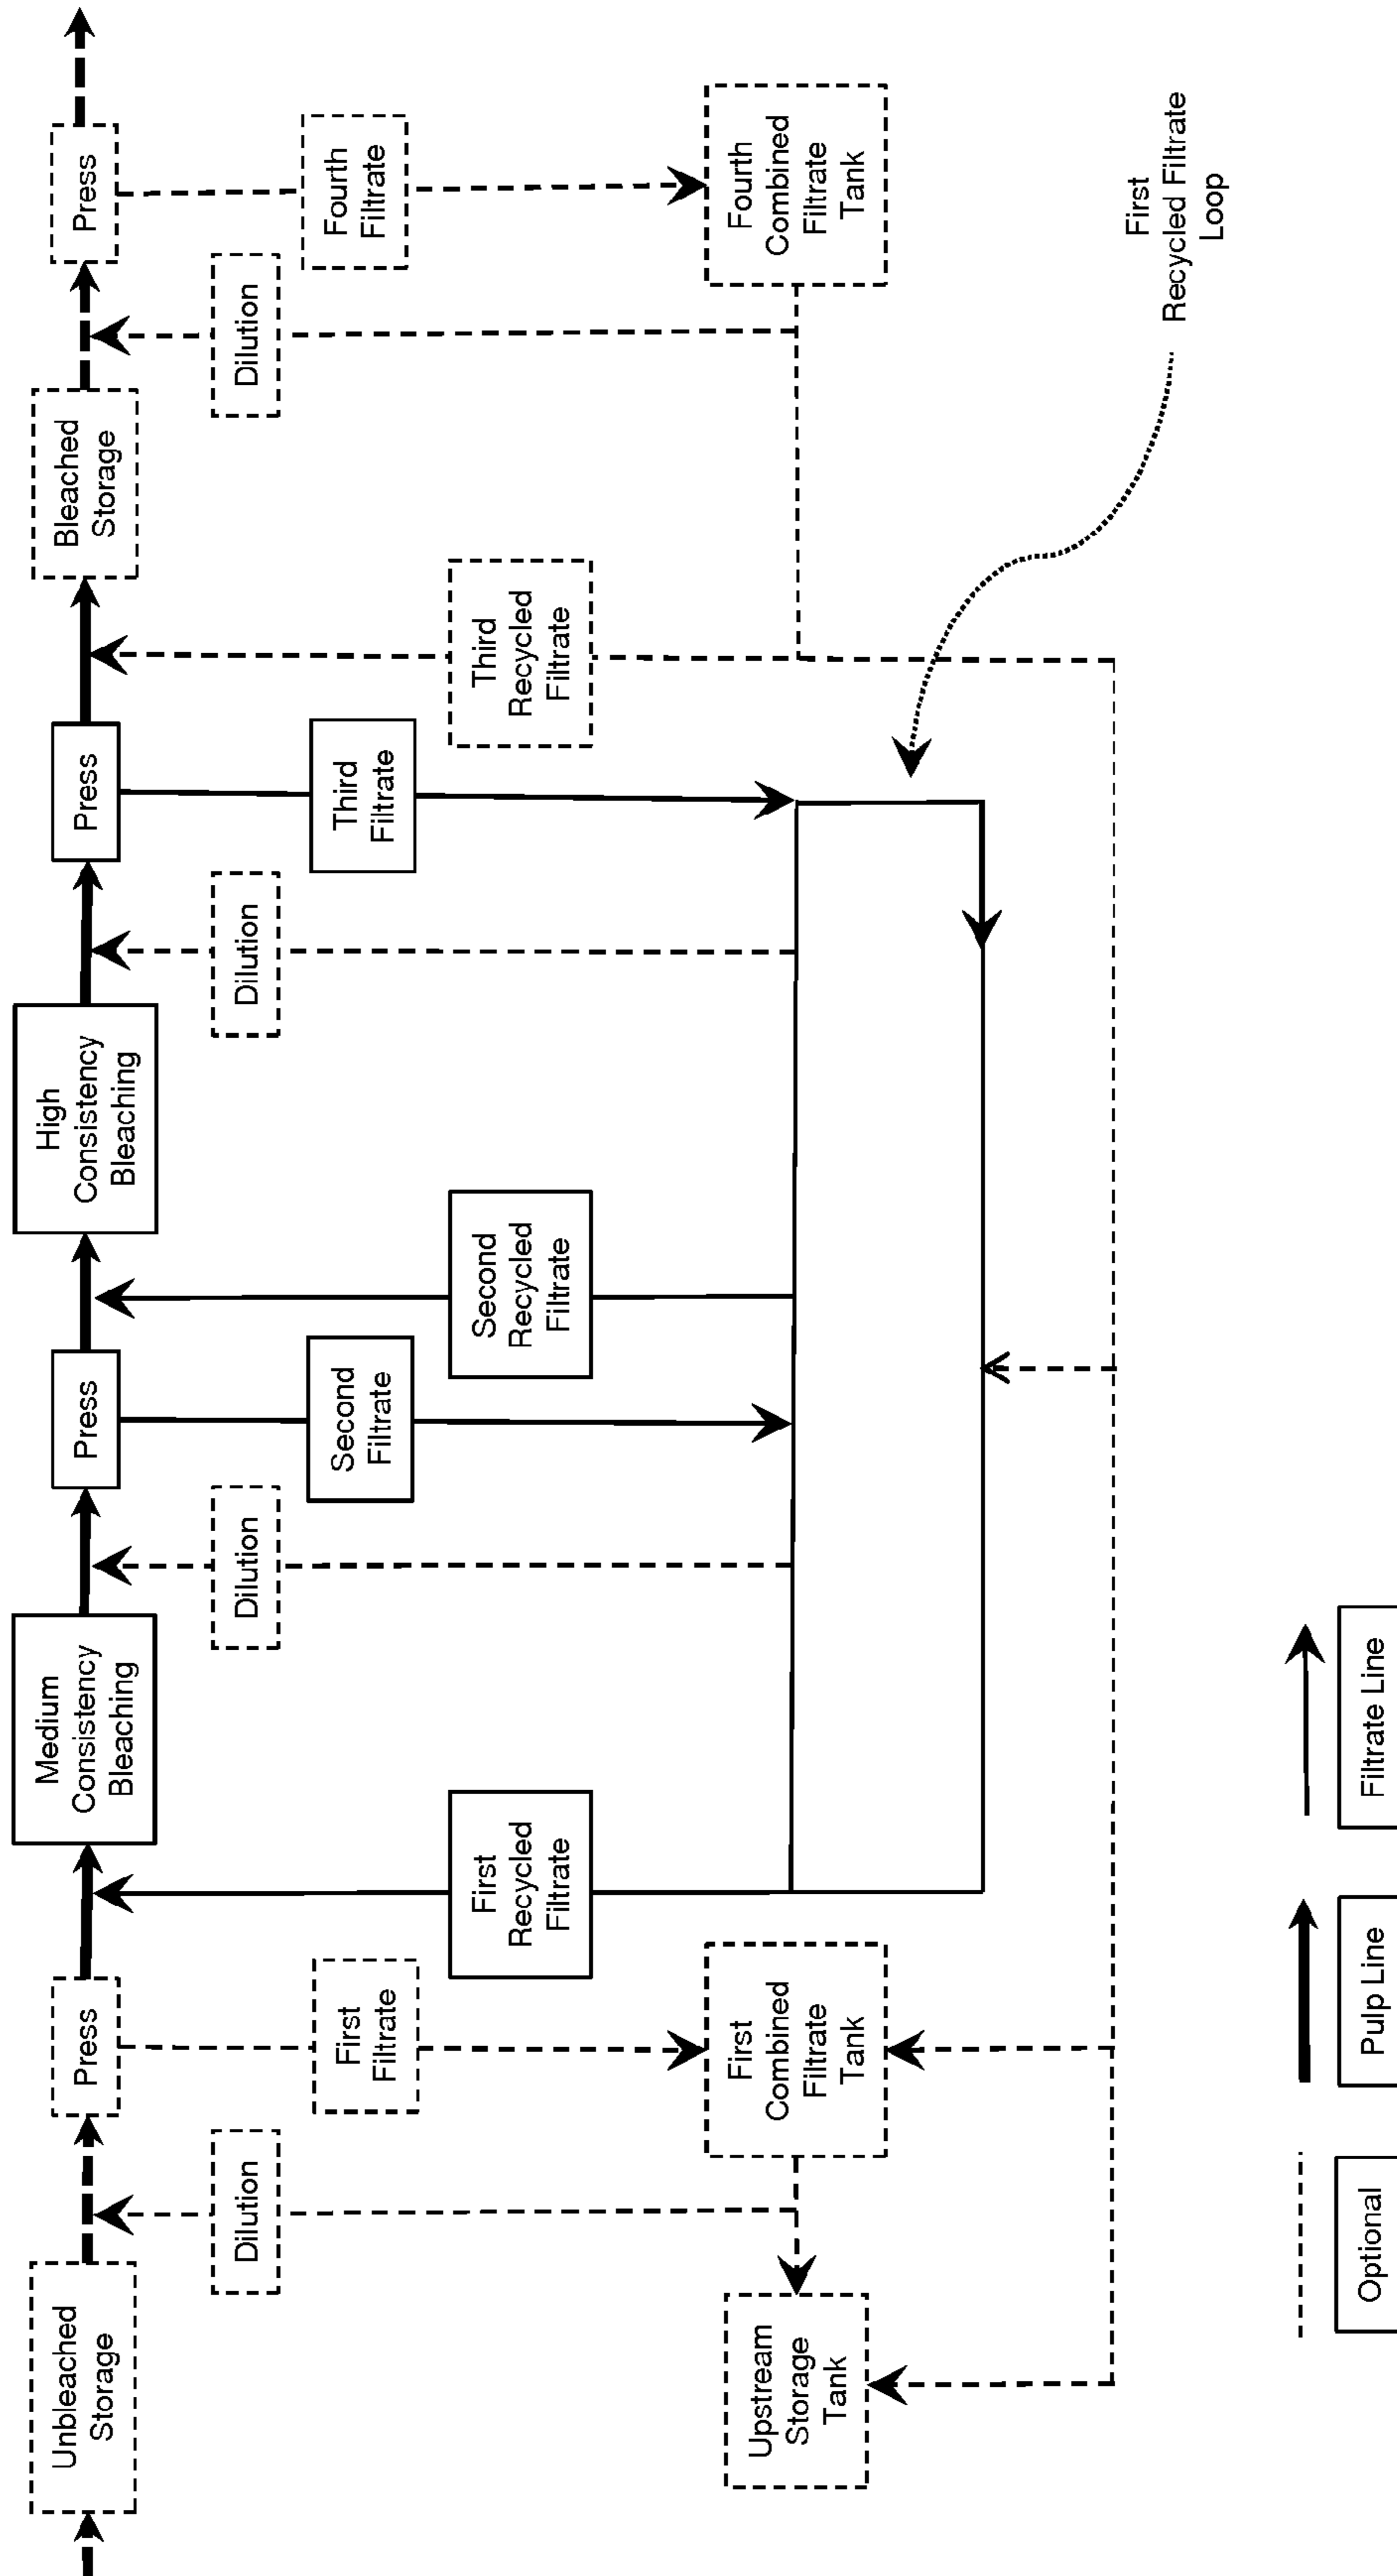 Unbleached
Storage
Press
Medium
Consistency
Bleaching
Press
High
Consistency
Bleaching
Press
Bleached
Storage
Press
Dilution
Dilution
Dilution
Dilution
First
Filtrate
Second
Filtrate
Third
Filtrate
Fourth
Filtrate
First
Recycled
Filtrate
Second
Recycled
Filtrate
Third
Recycled
Filtrate
Upstream
Storage
Tank
First
Combined
Filtrate
Tank
Fourth
Combined
Filtrate
Tank
First
Recycled Filtrate
Loop
Optional
Pulp Line
Filtrate Line